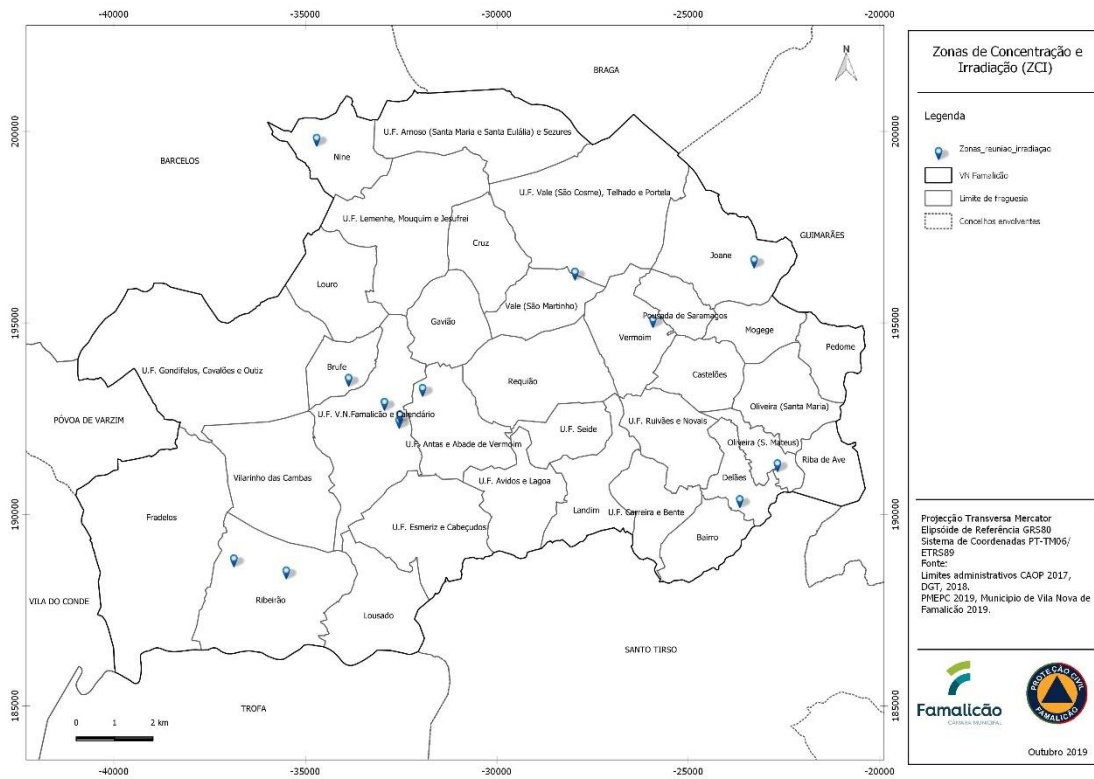 -40000
-35000
-30000
-25000
-20000
200000
195000
190000
185000
200000
195000
190000
185000
BRAGA
N
BARCELOS
U.F. Arnoso (Santa Maria e Santa Eulália) e Sezures
Nine
U.F. Vale (São Cosme), Telhado e Portela
U.F. Lemenhe, Mouquim e Jesufrei
GUIMARÃES
Cruz
Joane
Louro
Vale (São Martinho)
Pousada de Saramagos
Gavião
Mogege
Vermoim
Pedome
Brufe
U.F. Gondifelos, Cavalões e Outiz
Castelões
Requião
Oliveira (Santa Maria)
PÓVOA DE VARZIM
U.F. V.N.Famalicão e Calendário
U.F. Ruivães e Novais
U.F. Seide
U.F. Antas e Abade de Vermoim
Oliveira (S. Mateus)
Riba de Ave
Vilarinho das Cambas
U.F. Avidos e Lagoa
Delães
Fradelos
Landim
U.F. Carreira e Bente
U.F. Esmeriz e Cabeçudos
Bairro
VILA DO CONDE
Ribeirão
Lousado
SANTO TIRSO
TROFA
0 1 2 km
-40000
-35000
-30000
-25000
-20000
Zonas de Concentração e
Irradiação (ZCI)
Legenda
Zonas_reuniao_irradiaçao
VN Famalicão
Limite de freguesia
Concelhos envolventes
Projecção Transversa Mercator
Elipsóide de Referência GRS80
Sistema de Coordenadas PT-TM06/
ETRS89
Fonte:
Limites administrativos CAOP 2017,
DGT, 2018.
PMEPC 2019, Município de Vila Nova de
Famalicão 2019.
Famalicão
CÂMARA MUNICIPAL
PROTEÇÃO CIVIL
FAMALICÃO
Outubro 2019